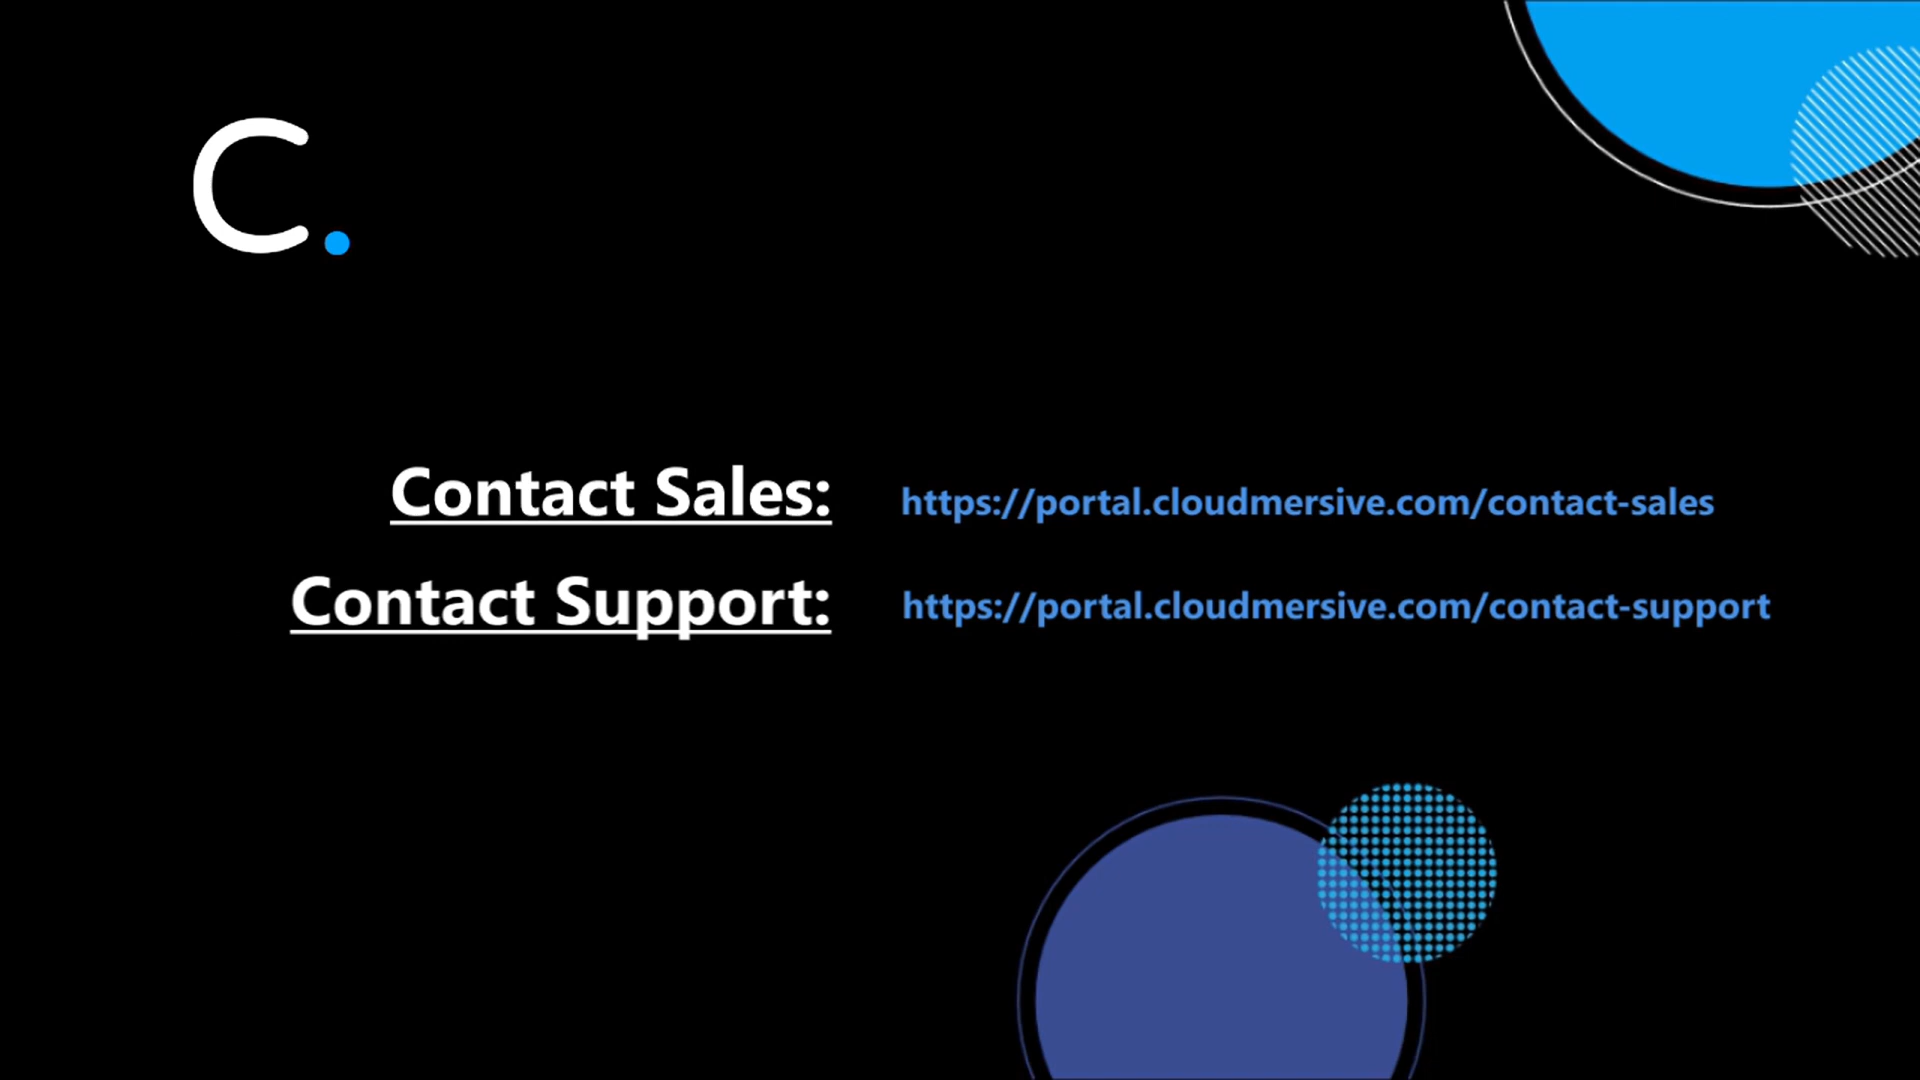 C.
Contact Sales: https://portal.cloudmersive.com/contact-sales
Contact Support: https://portal.cloudmersive.com/contact-support